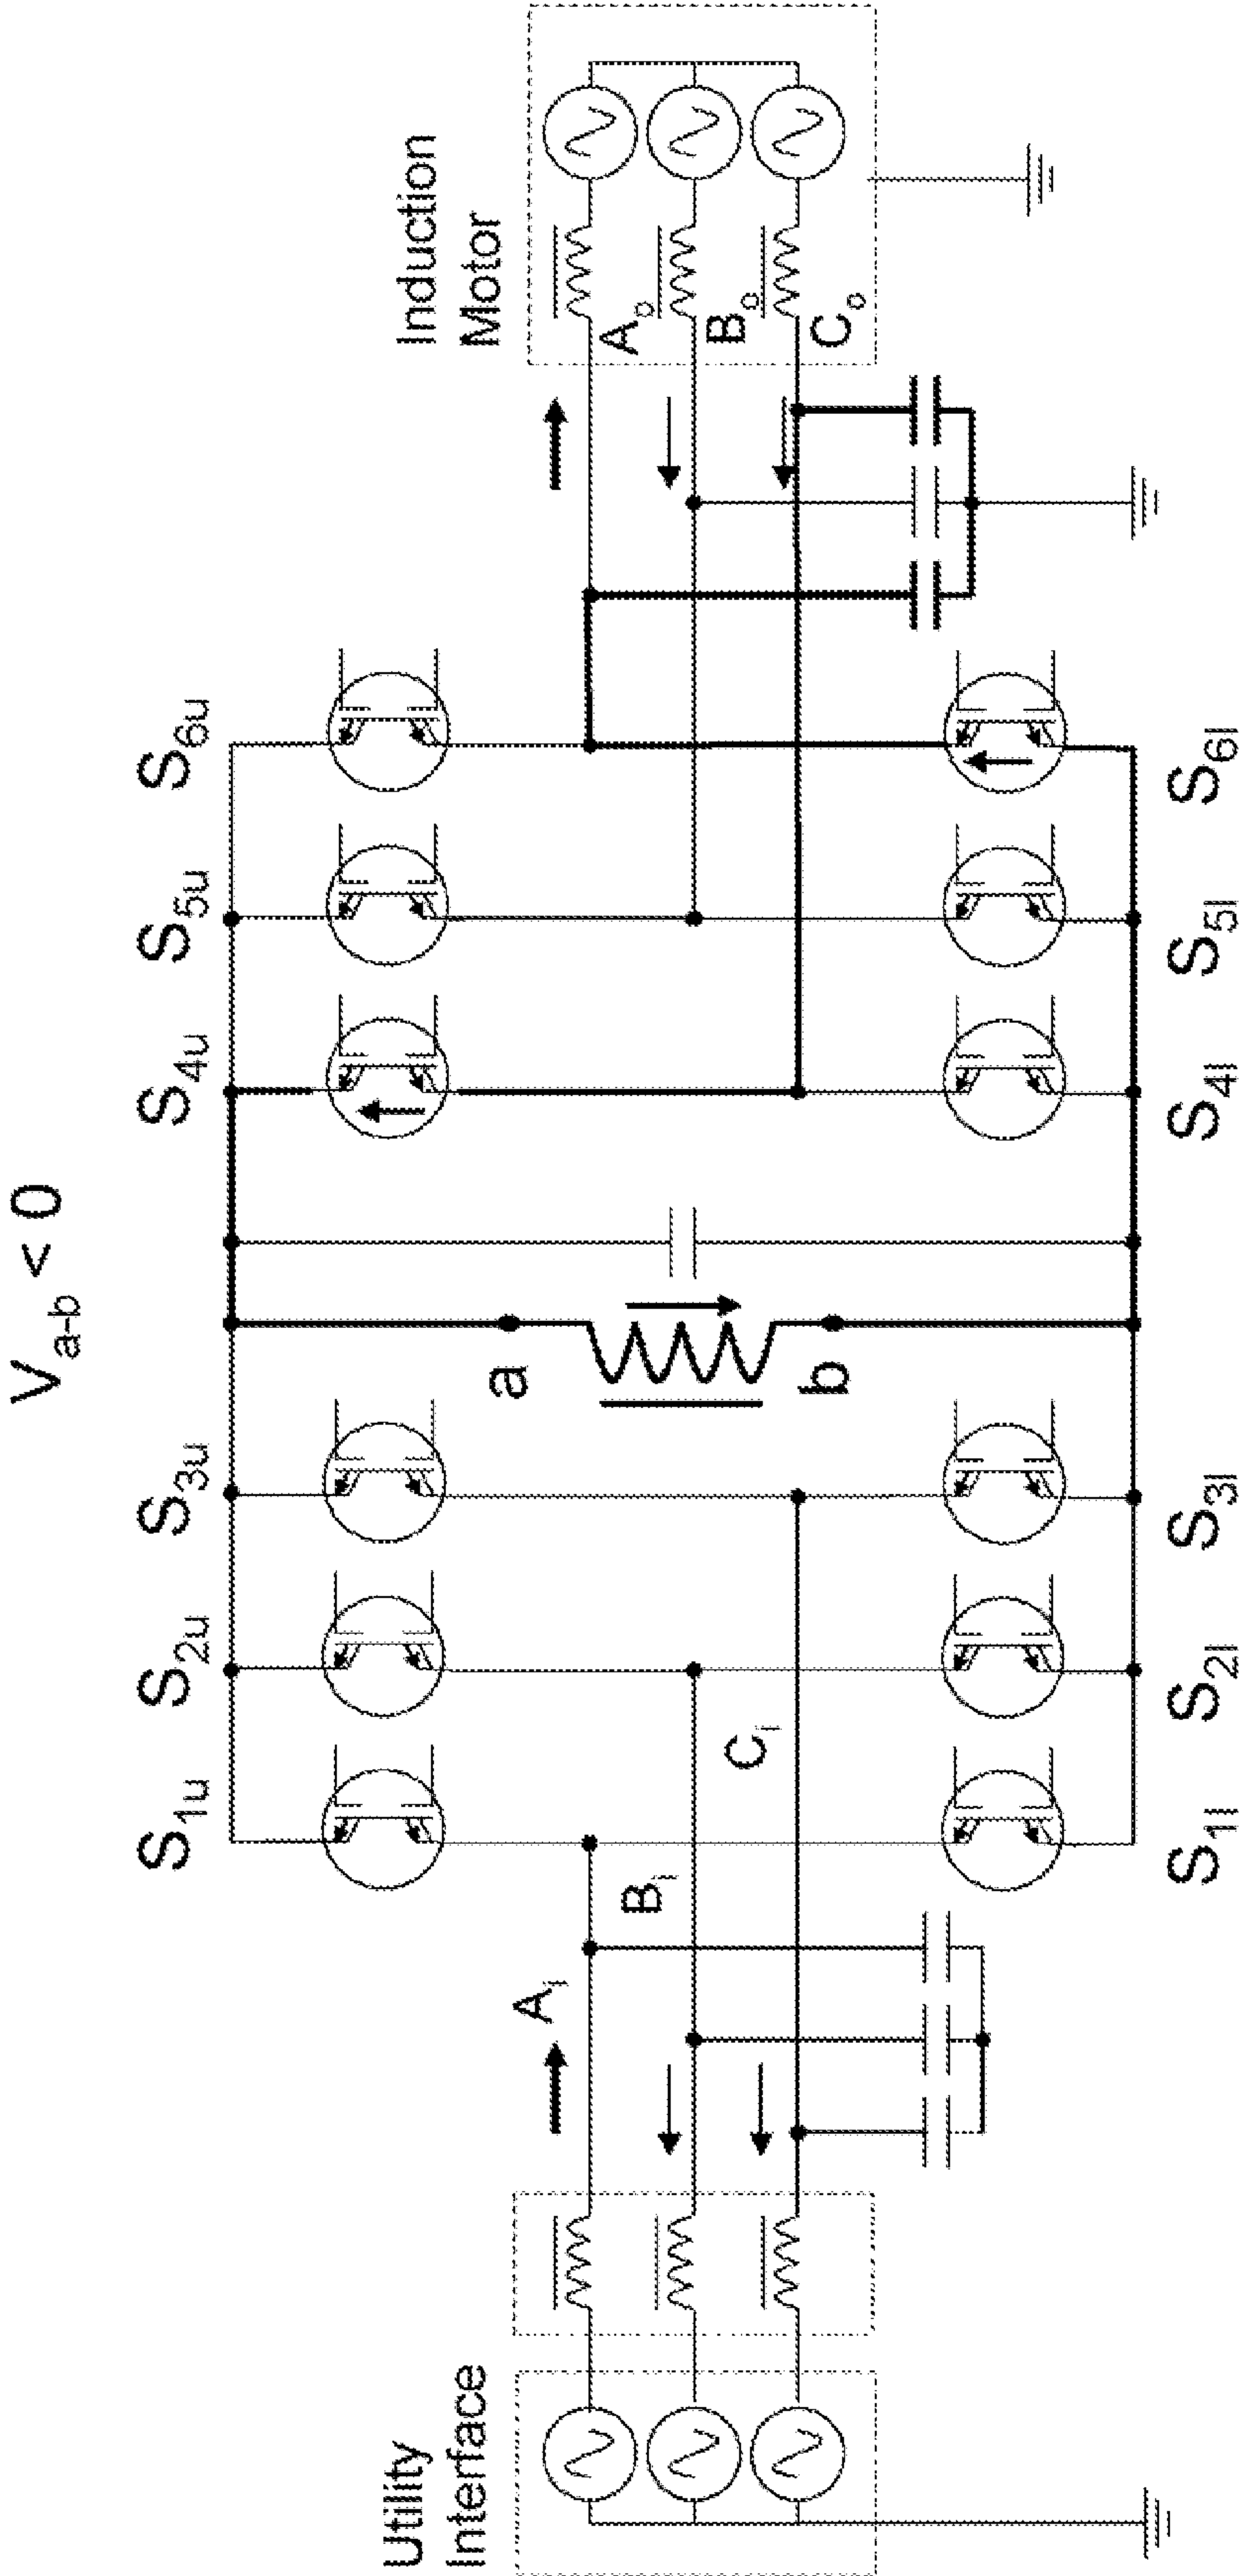 V_a-b < 0
S_1u S_2u S_3u S_4u S_5u S_6u
Utility
Interface
Induction
Motor
A_i
B_i
C_i
a
b
A_o
B_o
C_o
S_1l S_2l S_3l S_4l S_5l S_6l